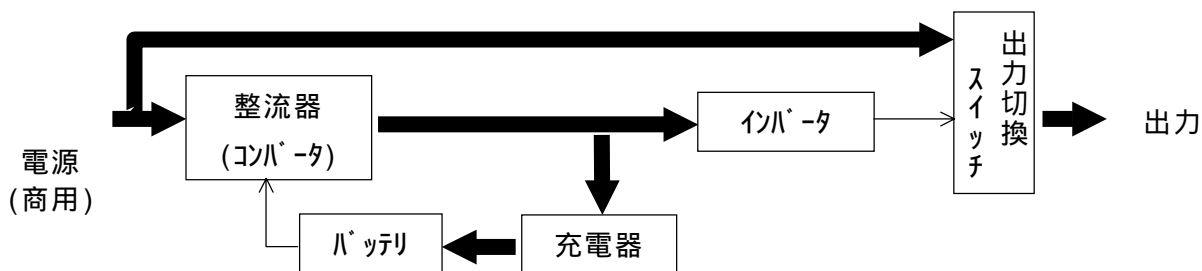 電源
(商用)
整流器
(ｺﾝﾊﾞｰﾀ)
ｲﾝﾊﾞｰﾀ
出力切換
ｽｲｯﾁ
出力
ﾊﾞｯﾃﾘ
充電器